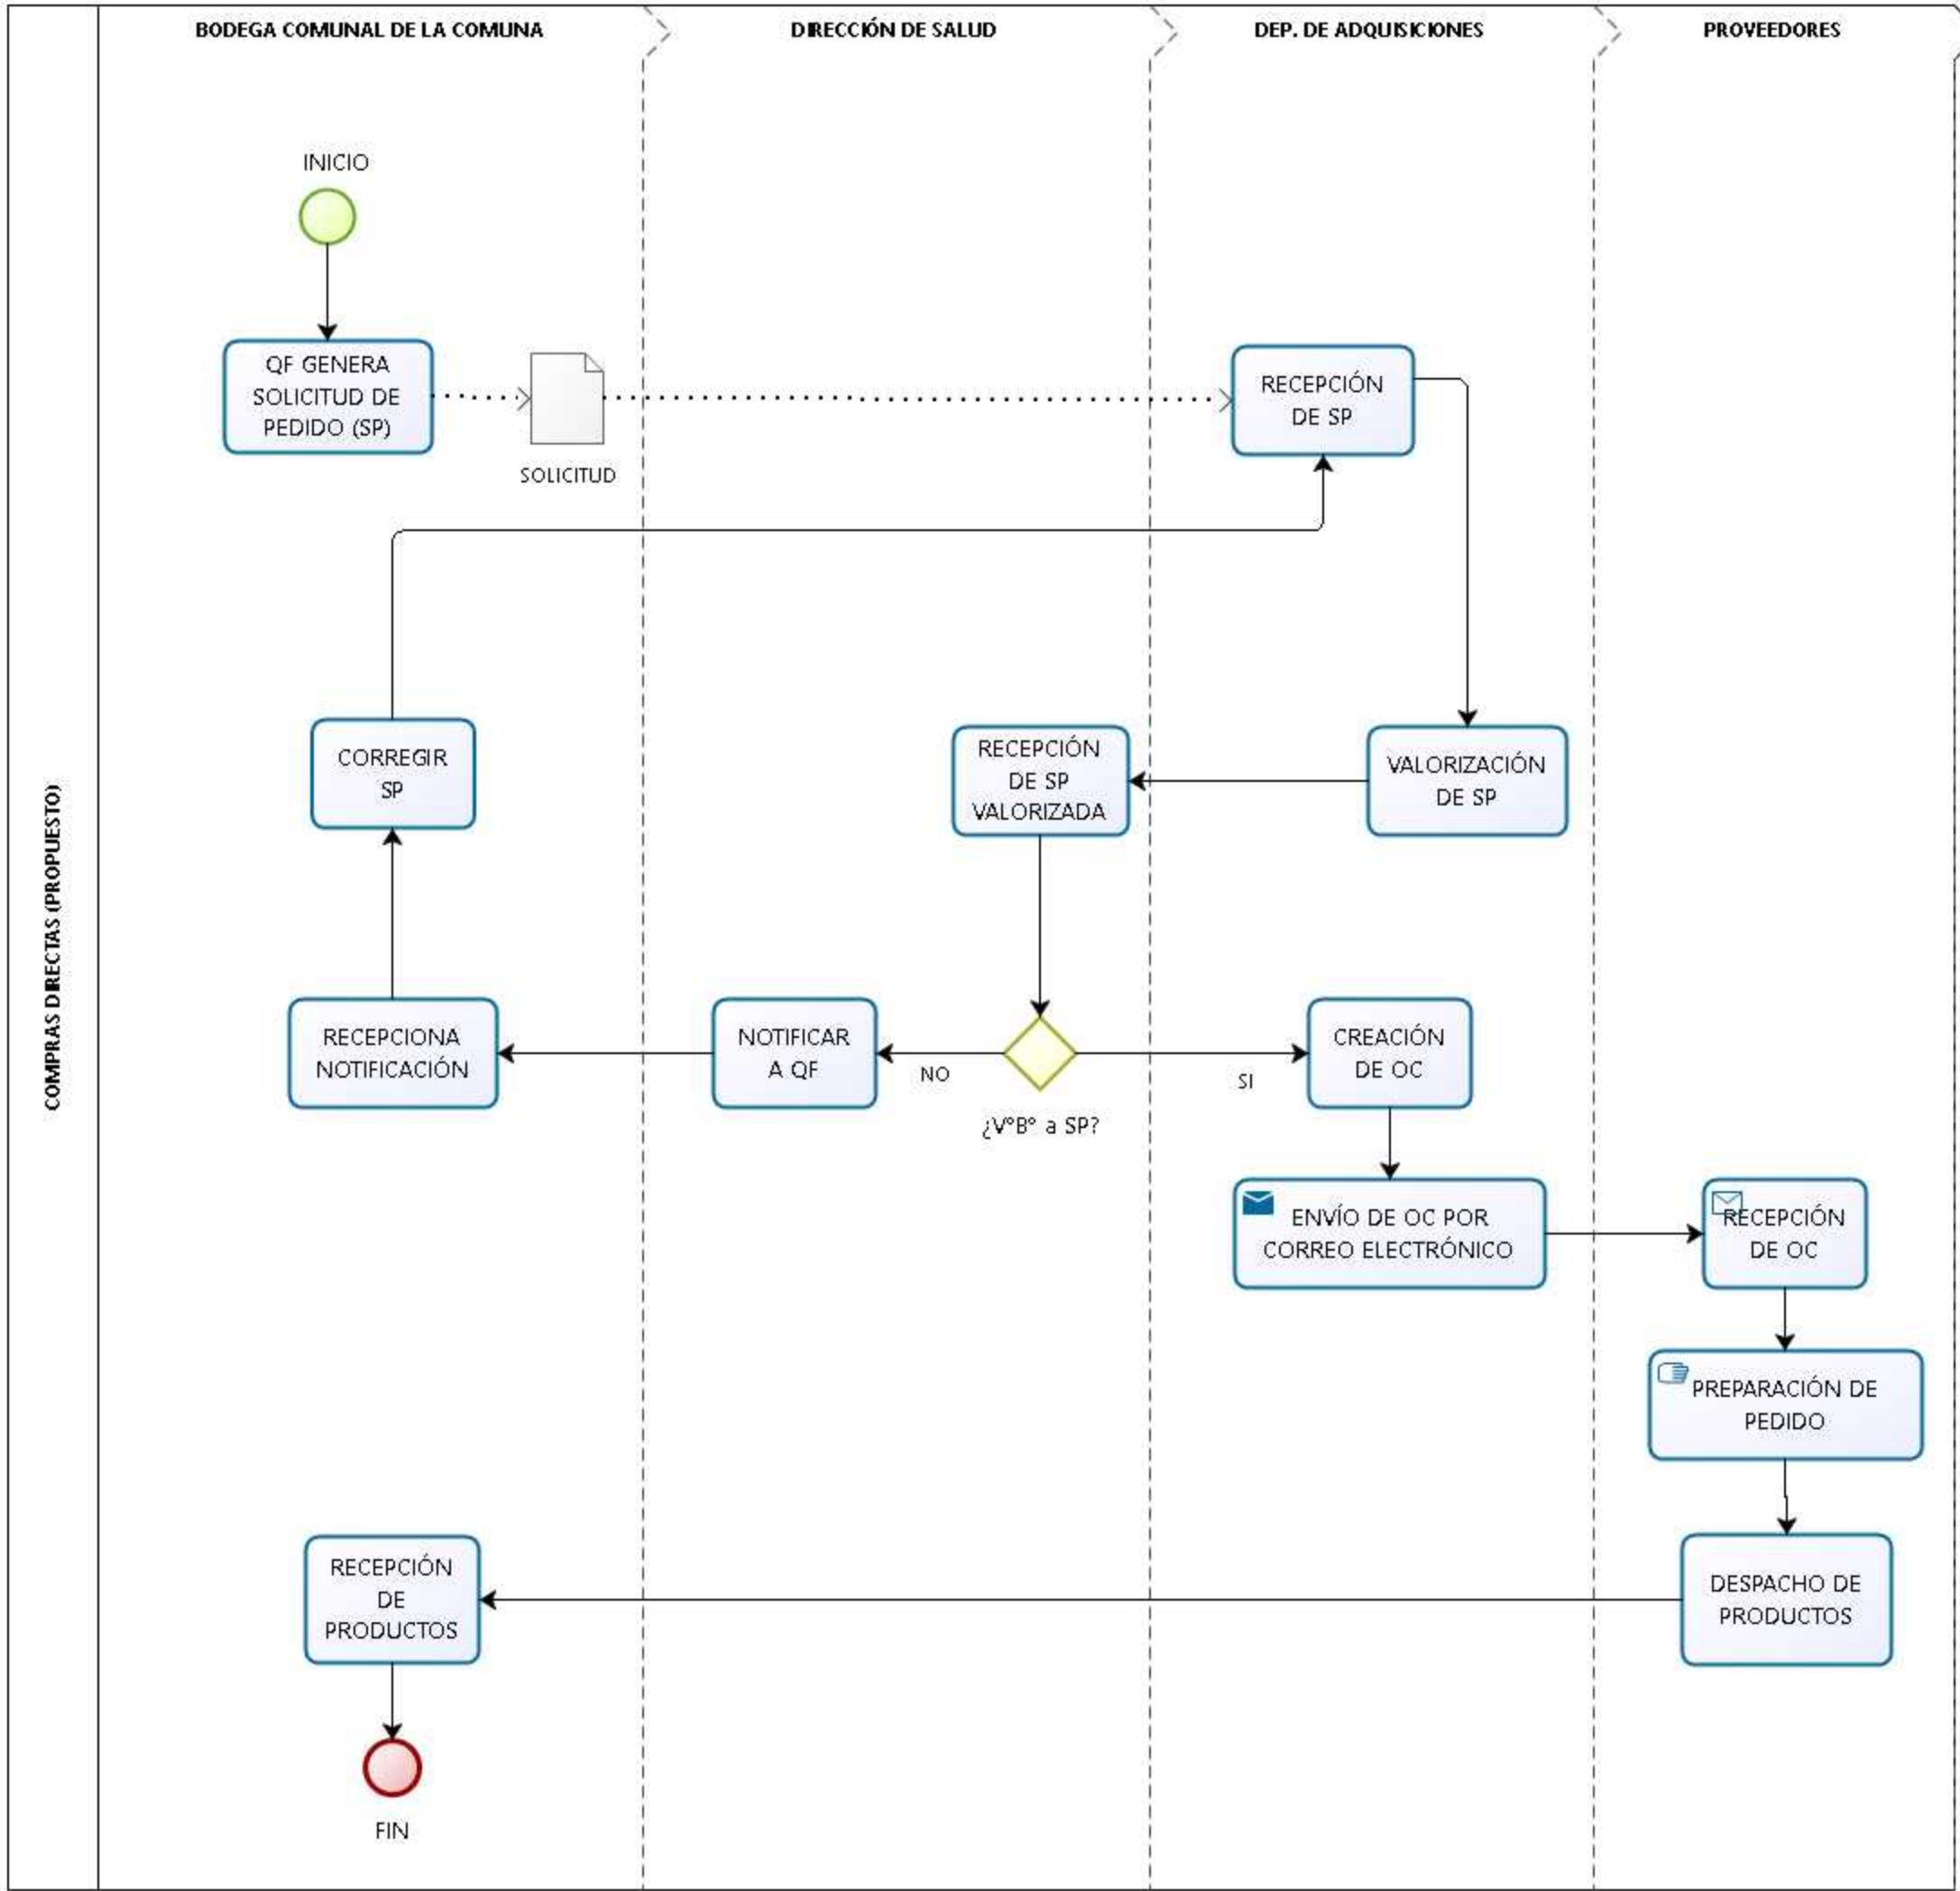 BODEGA COMUNAL DE LA COMUNA
DIRECCIÓN DE SALUD
DEP. DE ADQUISICIONES
PROVEEDORES
COMPRAS DIRECTAS (PROPUESTO)
INICIO
QF GENERA
SOLICITUD DE
PEDIDO (SP)
SOLICITUD
RECEPCIÓN
DE SP
CORREGIR
SP
RECEPCIÓN
DE SP
VALORIZADA
VALORIZACIÓN
DE SP
RECEPCIONA
NOTIFICACIÓN
NOTIFICAR
A QF
NO
¿V°B° a SP?
SI
CREACIÓN
DE OC
ENVÍO DE OC POR
CORREO ELECTRÓNICO
RECEPCIÓN
DE OC
PREPARACIÓN DE
PEDIDO
RECEPCIÓN
DE
PRODUCTOS
DESPACHO DE
PRODUCTOS
FIN